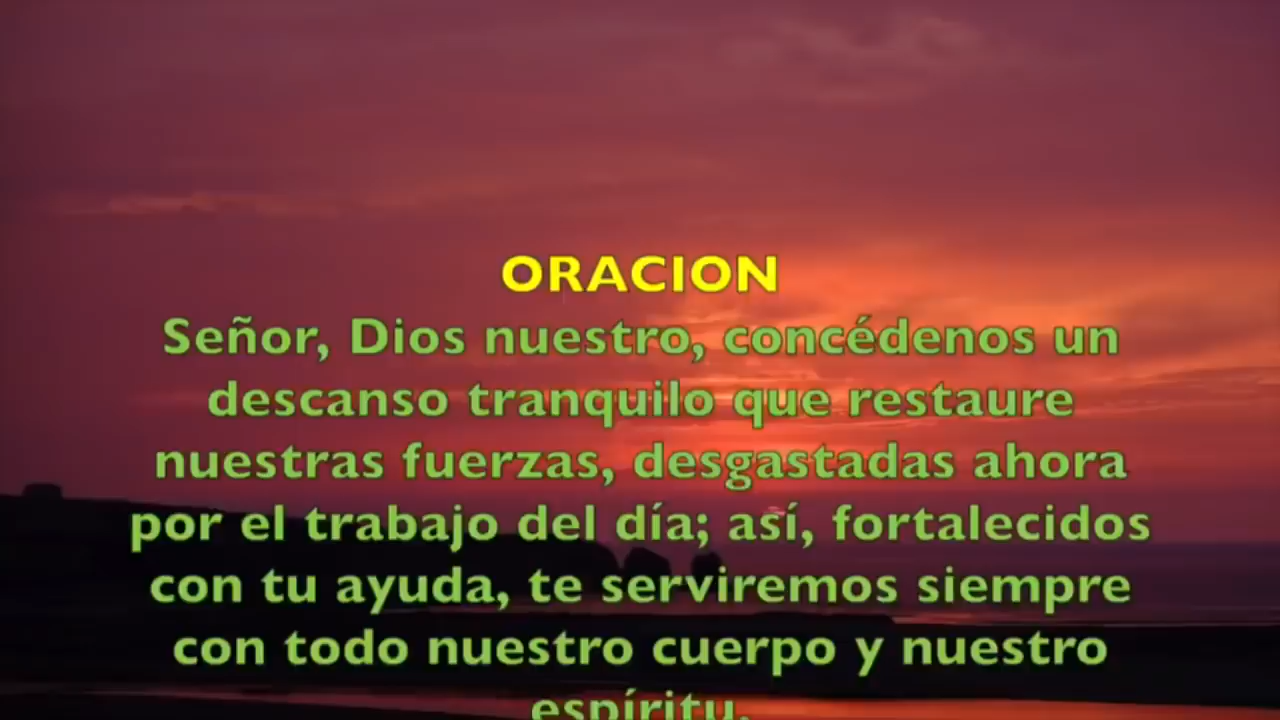 ORACION
Señor, Dios nuestro, concédenos un
descanso tranquilo que restaure
nuestras fuerzas, desgastadas ahora
por el trabajo del día; así, fortalecidos
con tu ayuda, te serviremos siempre
con todo nuestro cuerpo y nuestro
espíritu.